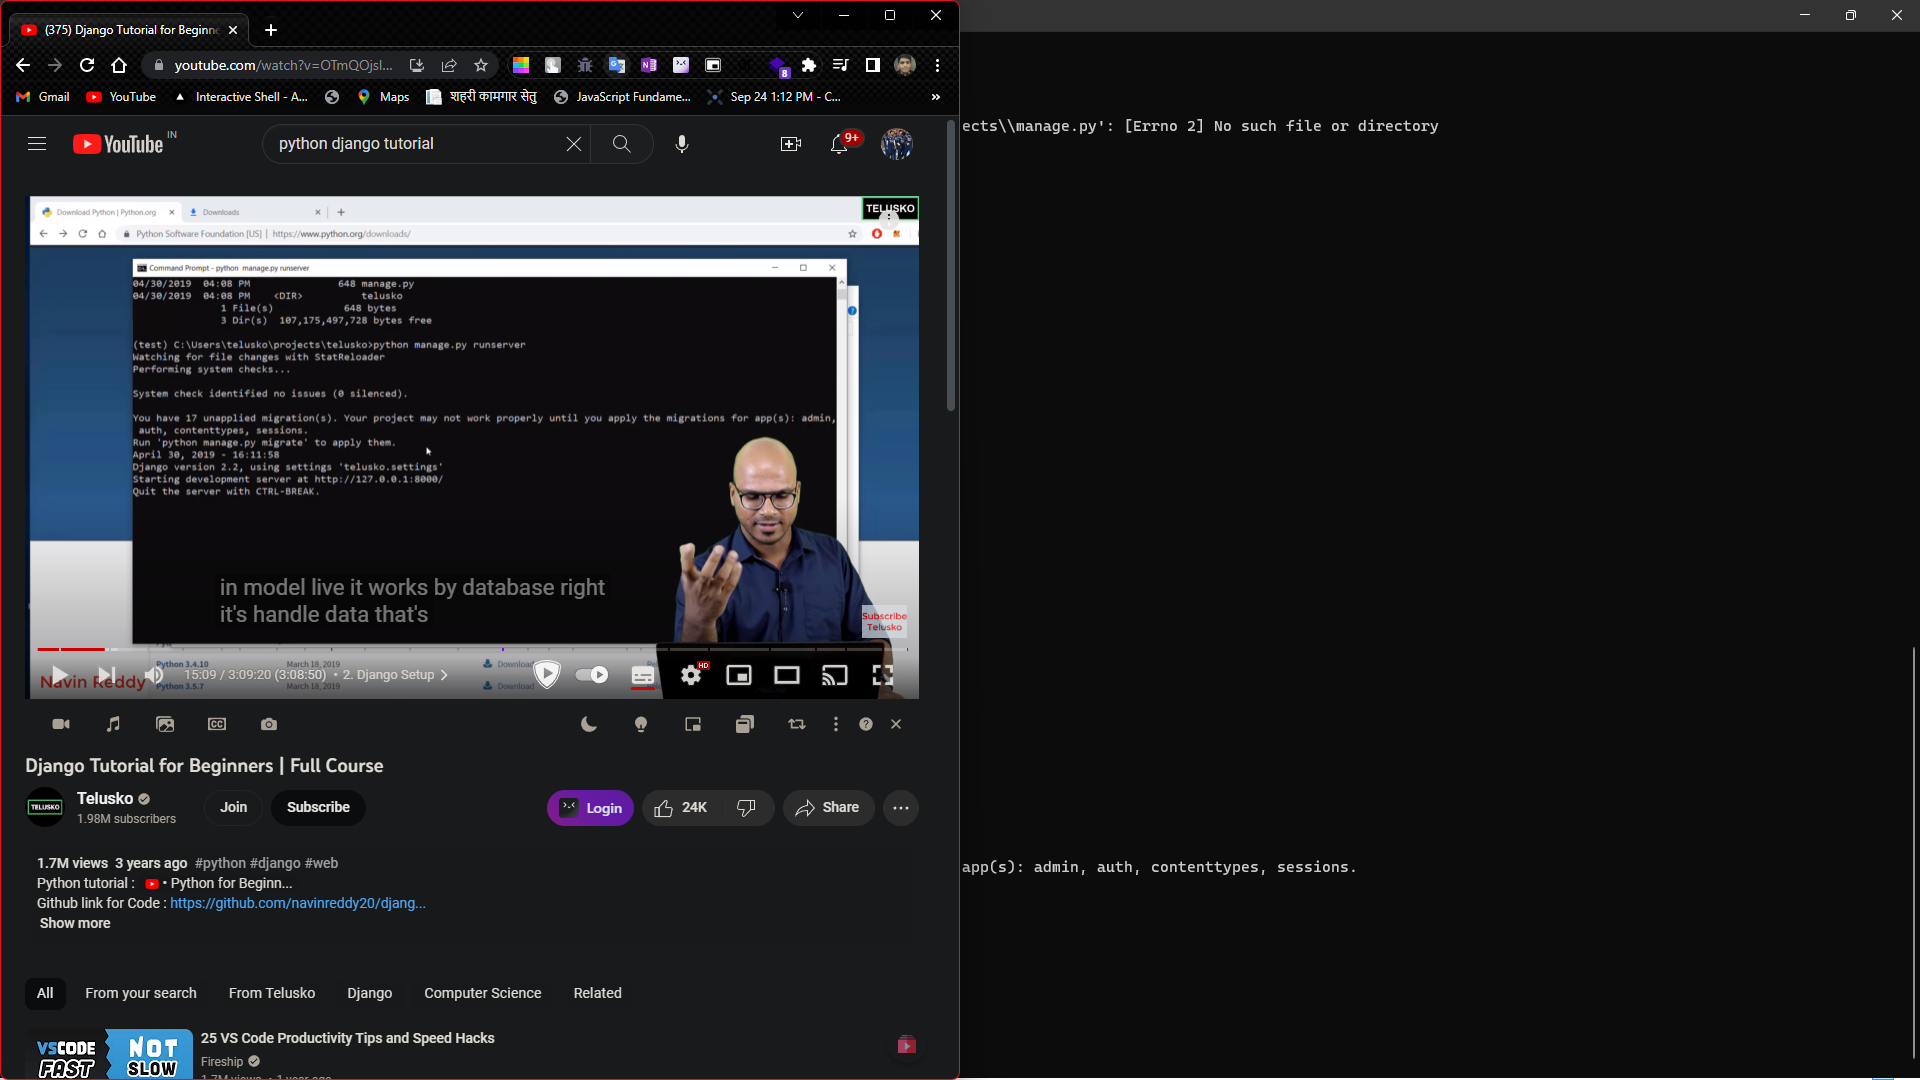 (375) Django Tutorial for Beginne
youtube.com/watch?v=OTmQOjsl...
8
Gmail
YouTube
Interactive Shell - A...
Maps
शहरी कामगार सेतु
JavaScript Fundame...
Sep 24 1:12 PM - C...
»
YouTube IN
python django tutorial
9+
ects\\manage.py': [Errno 2] No such file or directory
Download Python | Python.org
Downloads
TELUSKO
Python Software Foundation [US] | https://www.python.org/downloads/
Command Prompt - python manage.py runserver
04/30/2019 04:08 PM 648 manage.py
04/30/2019 04:08 PM <DIR> telusko
1 File(s) 648 bytes
3 Dir(s) 107,175,497,728 bytes free
(test) C:\Users\telusko\projects\telusko>python manage.py runserver
Watching for file changes with StatReloader
Performing system checks...
System check identified no issues (0 silenced).
You have 17 unapplied migration(s). Your project may not work properly until you apply the migrations for app(s): admin,
auth, contenttypes, sessions.
Run 'python manage.py migrate' to apply them.
April 30, 2019 - 16:11:58
Django version 2.2, using settings 'telusko.settings'
Starting development server at http://127.0.0.1:8000/
Quit the server with CTRL-BREAK.
in model live it works by database right
it's handle data that's
Subscribe
Telusko
Python 3.4.10 March 18, 2019 Download
15:09 / 3:09:20 (3:08:50) • 2. Django Setup
HD
Navin Reddy
Python 3.5.7 March 18, 2019 Download
CC
Django Tutorial for Beginners | Full Course
TELUSKO
Telusko
1.98M subscribers
Join
Subscribe
Login
24K
Share
1.7M views 3 years ago #python #django #web
Python tutorial : • Python for Beginn...
Github link for Code : https://github.com/navinreddy20/djang...
Show more
app(s): admin, auth, contenttypes, sessions.
All
From your search
From Telusko
Django
Computer Science
Related
VSCODE
FAST
NOT
SLOW
25 VS Code Productivity Tips and Speed Hacks
Fireship
1.7M views • 1 year ago